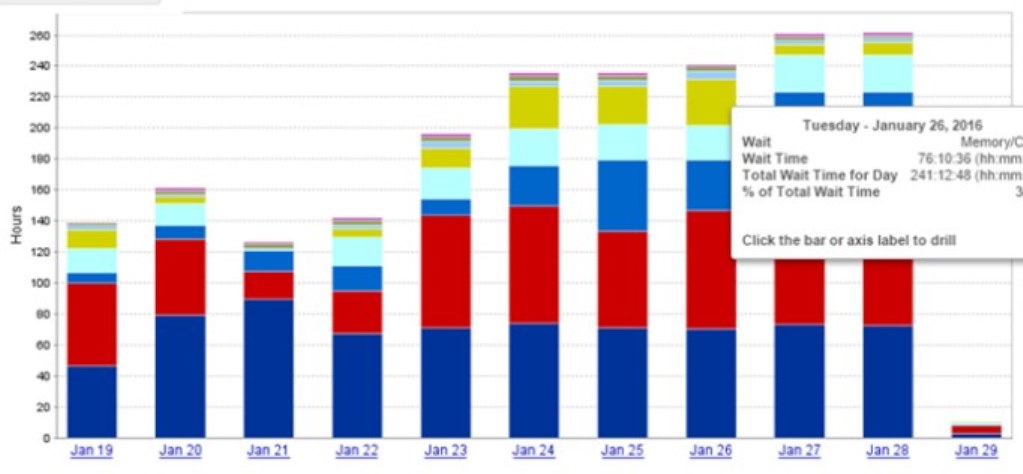 260
240
220
200
180
160
140
120
100
80
60
40
20
0
Hours
Tuesday - January 26, 2016
Wait Memory/C
Wait Time 76:10:36 (hh:mm
Total Wait Time for Day 241:12:48 (hh:mm
% of Total Wait Time 3
Click the bar or axis label to drill
Jan 19 Jan 20 Jan 21 Jan 22 Jan 23 Jan 24 Jan 25 Jan 26 Jan 27 Jan 28 Jan 29